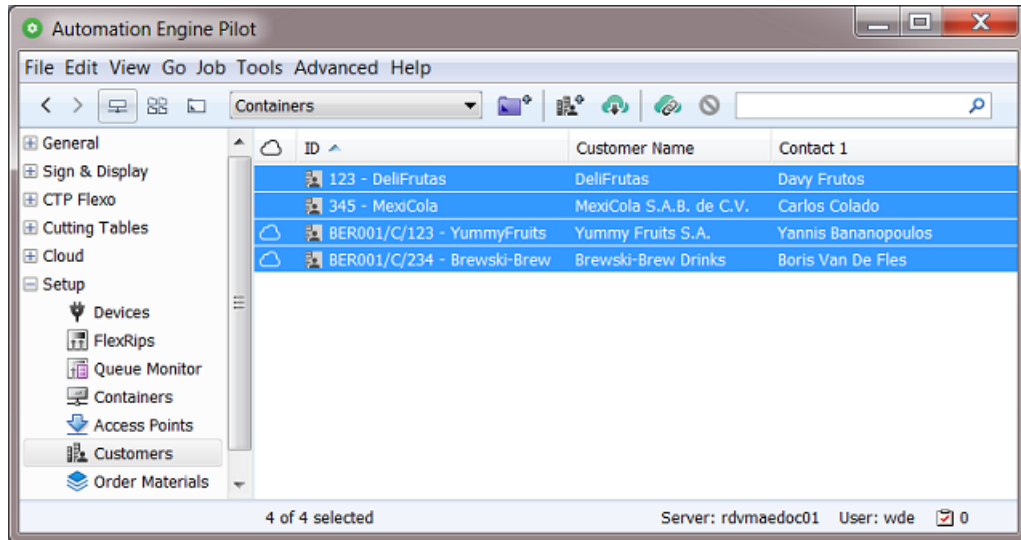 Automation Engine Pilot
File Edit View Go Job Tools Advanced Help
Containers
General
Sign & Display
CTP Flexo
Cutting Tables
Cloud
Setup
Devices
FlexRips
Queue Monitor
Containers
Access Points
Customers
Order Materials
ID Customer Name Contact 1
123 - DeliFrutas DeliFrutas Davy Frutos
345 - MexiCola MexiCola S.A.B. de C.V. Carlos Colado
BER001/C/123 - YummyFruits Yummy Fruits S.A. Yannis Bananopoulos
BER001/C/234 - Brewski-Brew Brewski-Brew Drinks Boris Van De Fles
4 of 4 selected Server: rdvmaedoc01 User: wde 0